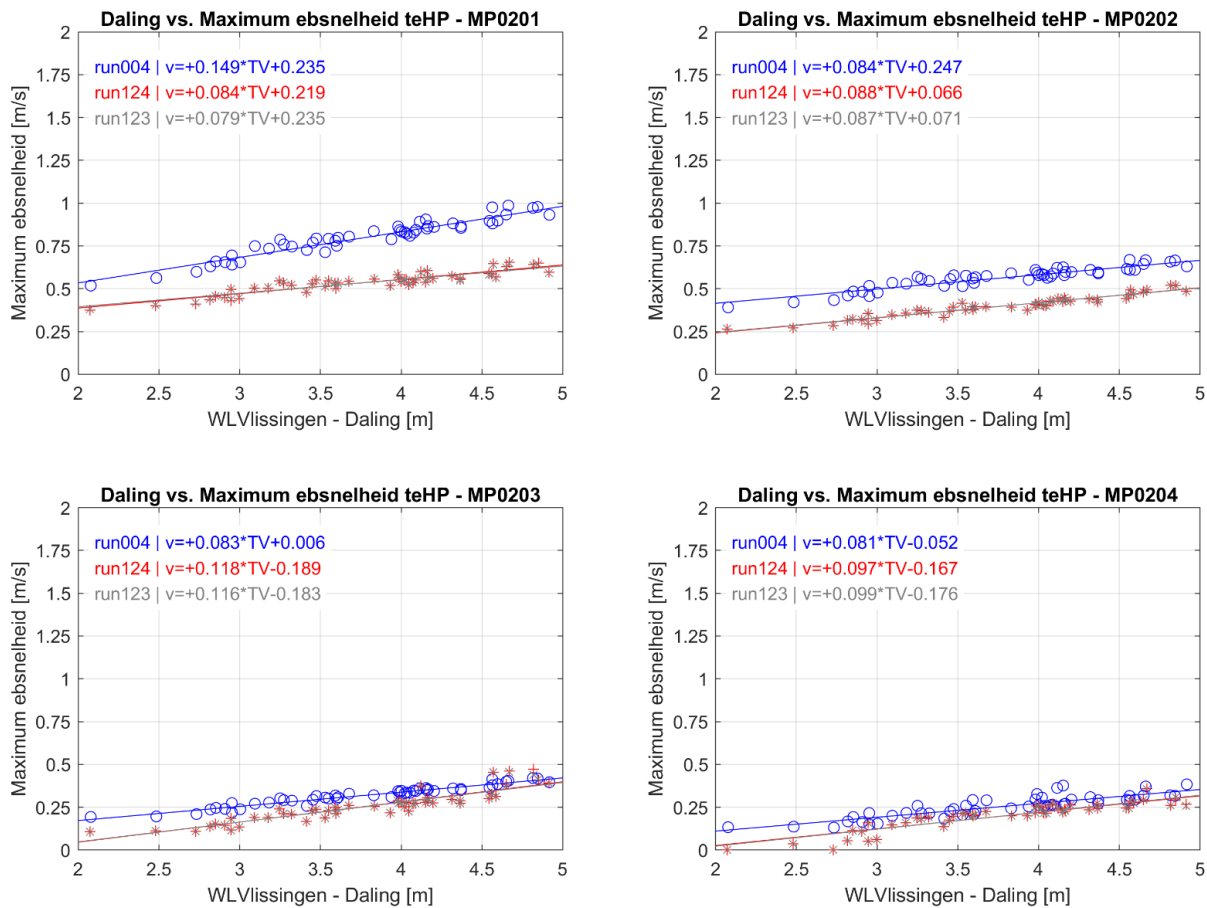 Daling vs. Maximum ebsnelheid teHP - MP0201
2
1.75
1.5
1.25
1
0.75
0.5
0.25
0
Maximum ebsnelheid [m/s]
run004 | v=+0.149*TV+0.235
run124 | v=+0.084*TV+0.219
run123 | v=+0.079*TV+0.235
2 2.5 3 3.5 4 4.5 5
WLVlissingen - Daling [m]
Daling vs. Maximum ebsnelheid teHP - MP0202
2
1.75
1.5
1.25
1
0.75
0.5
0.25
0
Maximum ebsnelheid [m/s]
run004 | v=+0.084*TV+0.247
run124 | v=+0.088*TV+0.066
run123 | v=+0.087*TV+0.071
2 2.5 3 3.5 4 4.5 5
WLVlissingen - Daling [m]
Daling vs. Maximum ebsnelheid teHP - MP0203
2
1.75
1.5
1.25
1
0.75
0.5
0.25
0
Maximum ebsnelheid [m/s]
run004 | v=+0.083*TV+0.006
run124 | v=+0.118*TV-0.189
run123 | v=+0.116*TV-0.183
2 2.5 3 3.5 4 4.5 5
WLVlissingen - Daling [m]
Daling vs. Maximum ebsnelheid teHP - MP0204
2
1.75
1.5
1.25
1
0.75
0.5
0.25
0
Maximum ebsnelheid [m/s]
run004 | v=+0.081*TV-0.052
run124 | v=+0.097*TV-0.167
run123 | v=+0.099*TV-0.176
2 2.5 3 3.5 4 4.5 5
WLVlissingen - Daling [m]